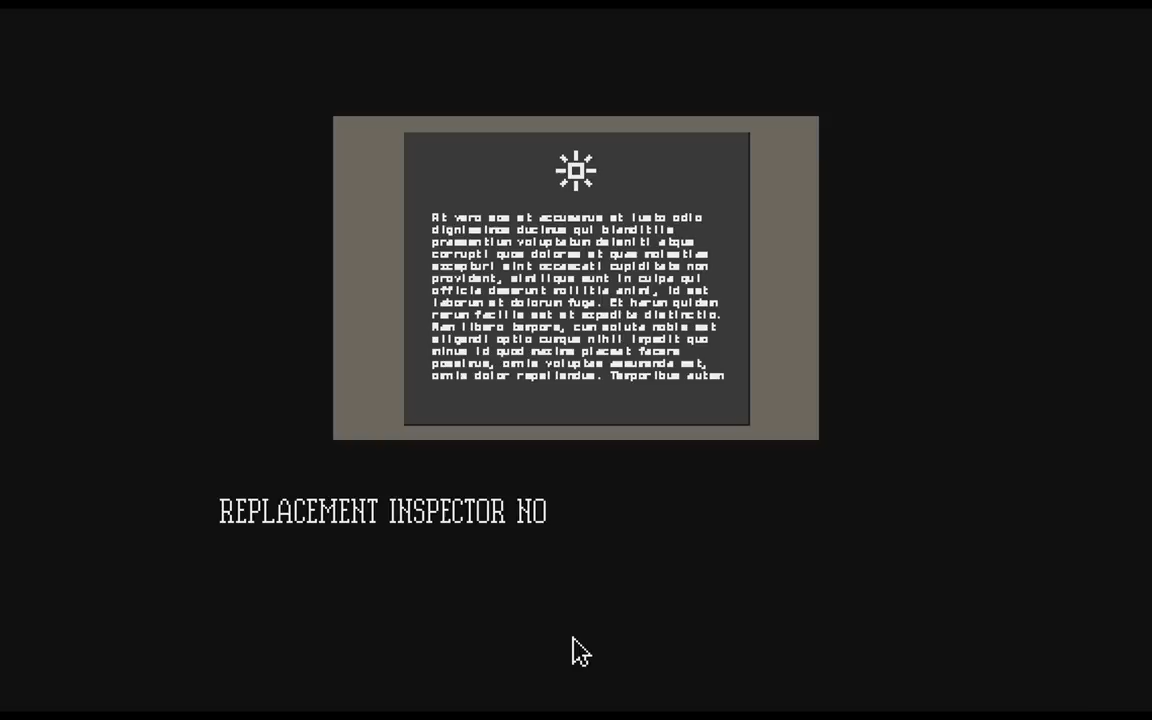 At vero eos et accusamus et iusto odio
dignissimos ducimus qui blanditiis
praesentium voluptatum deleniti atque
corrupti quos dolores et quas molestias
excepturi sint occaecati cupiditate non
provident, similique sunt in culpa qui
officia deserunt mollitia animi, id est
laborum et dolorum fuga. Et harum quidem
rerum facilis est et expedita distinctio.
Nam libero tempore, cum soluta nobis est
eligendi optio cumque nihil impedit quo
minus id quod maxime placeat facere
possimus, omnis voluptas assumenda est,
omnis dolor repellendus. Temporibus autem
REPLACEMENT INSPECTOR NO